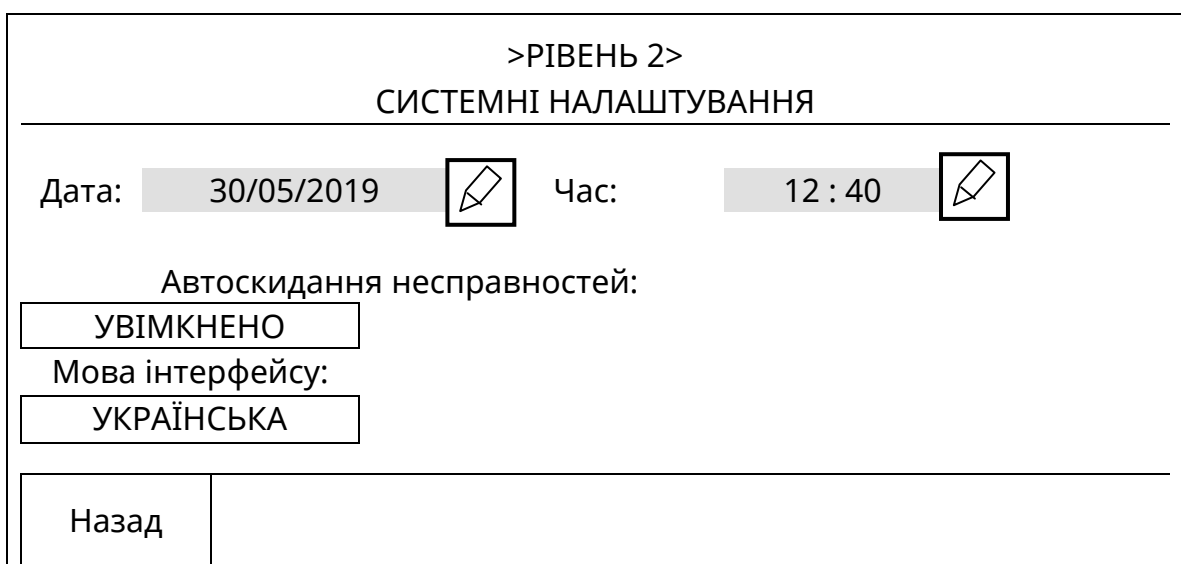 >РІВЕНЬ 2>
СИСТЕМНІ НАЛАШТУВАННЯ
Дата: 30/05/2019 Час: 12 : 40
Автоскидання несправностей:
УВІМКНЕНО
Мова інтерфейсу:
УКРАЇНСЬКА
Назад